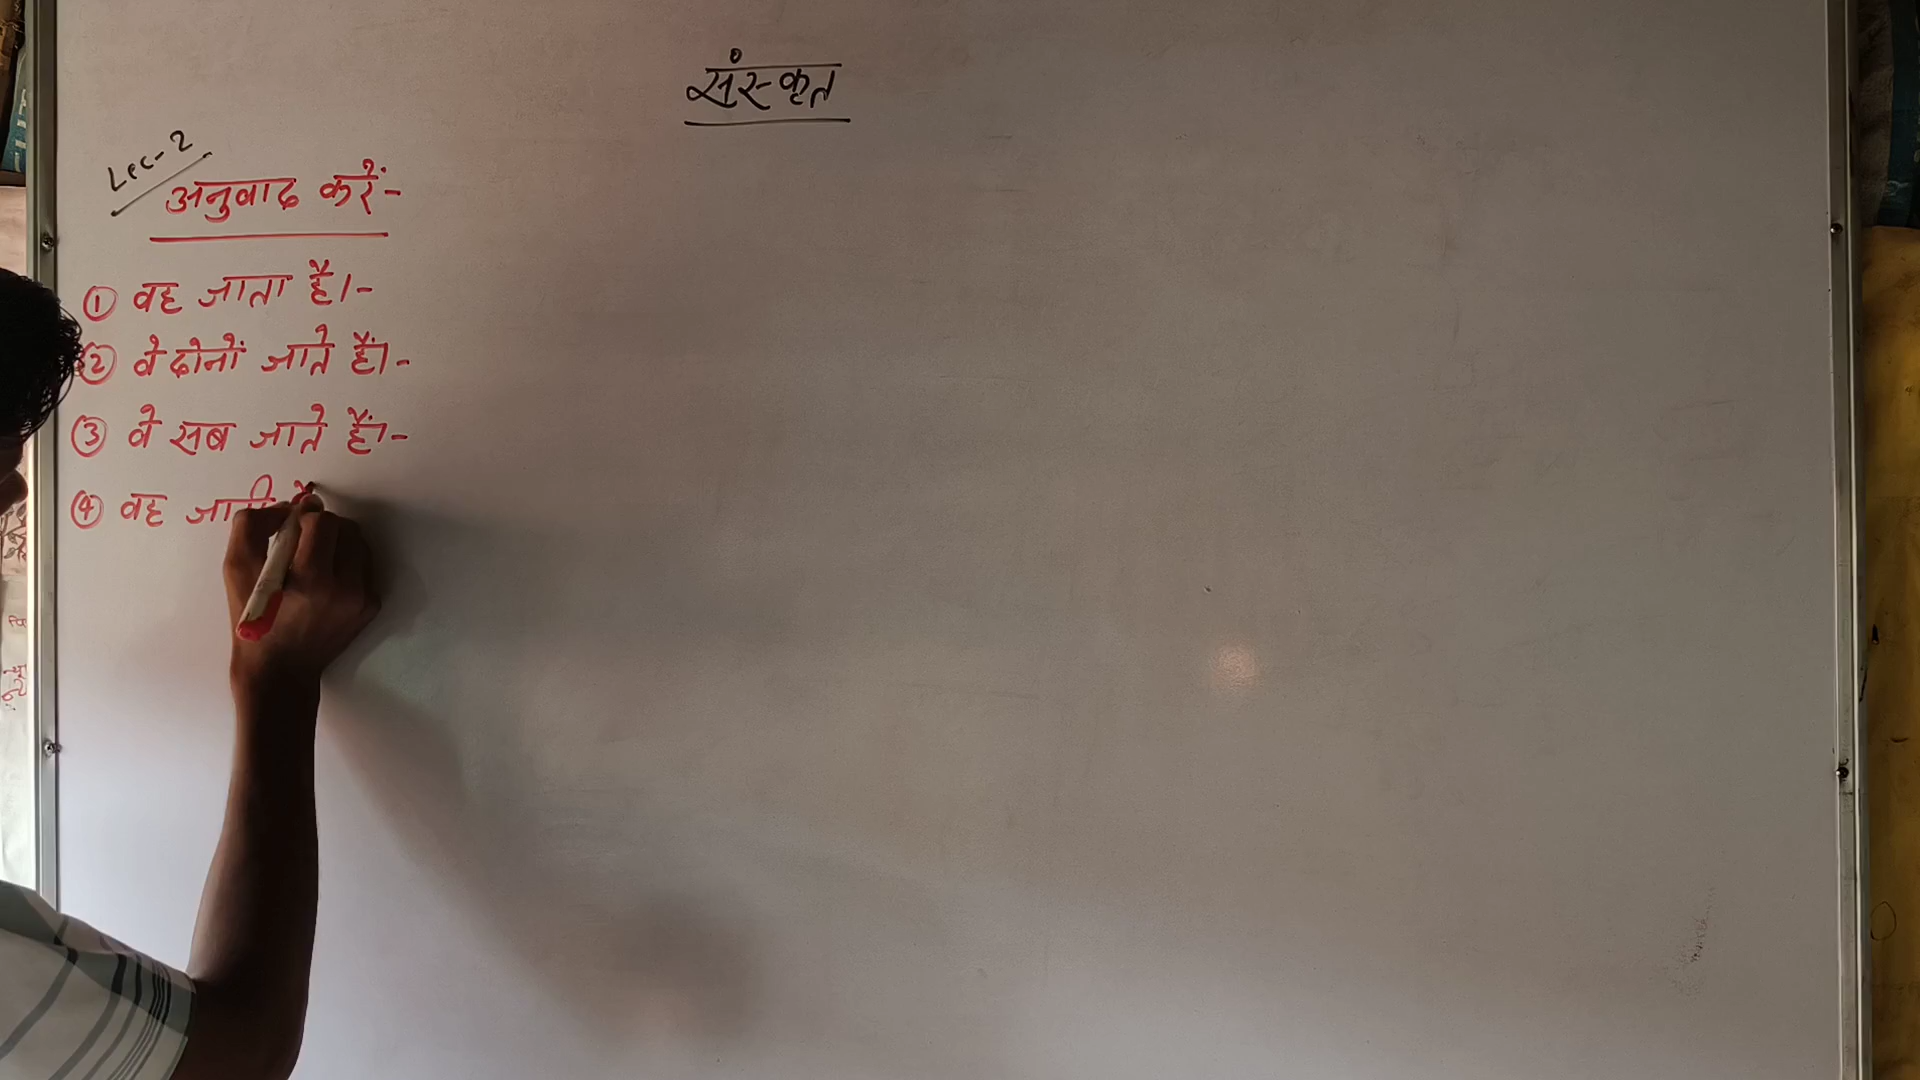 संस्कृत
Lec-2
अनुवाद करें-
① वह जाता है।-
② वे दोनों जाते हैं।-
③ वे सब जाते हैं।-
④ वह जाती